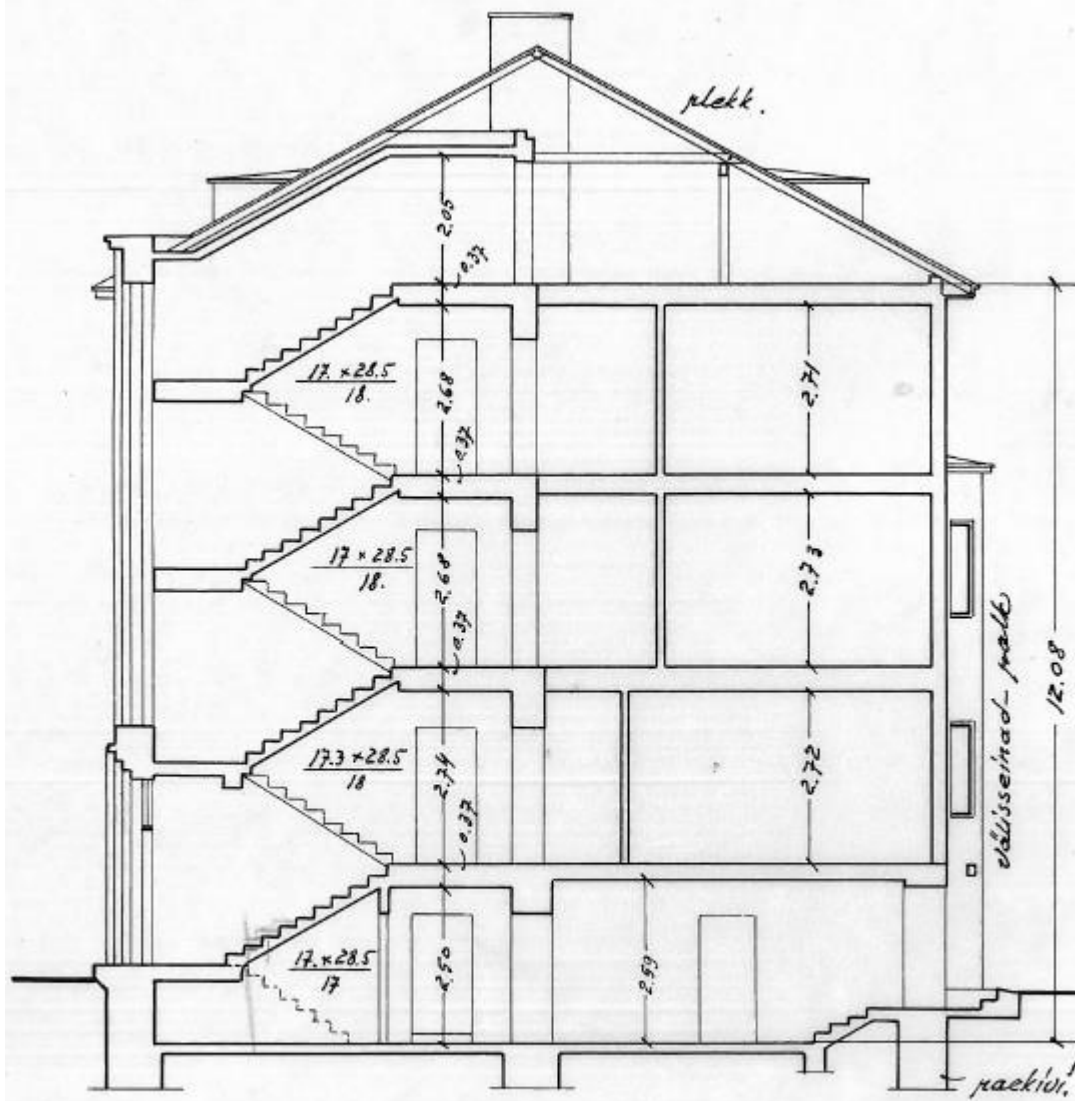 plekk.
2.05
0.37
17. × 28.5
18.
2.68
2.71
0.37
17 × 28.5
18.
2.68
2.73
0.37
12.08
Välisseinad - palk
17.3 × 28.5
18
2.74
2.72
0.37
17. × 28.5
17
2.50
2.59
paekivi.